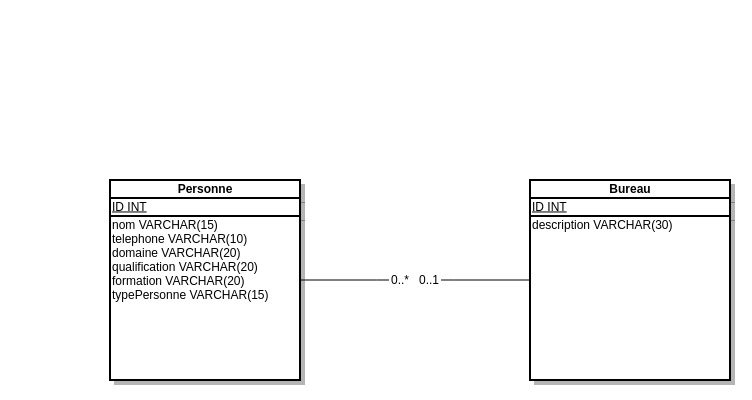 Personne
ID INT
nom VARCHAR(15)
telephone VARCHAR(10)
domaine VARCHAR(20)
qualification VARCHAR(20)
formation VARCHAR(20)
typePersonne VARCHAR(15)
0..* 0..1
Bureau
ID INT
description VARCHAR(30)